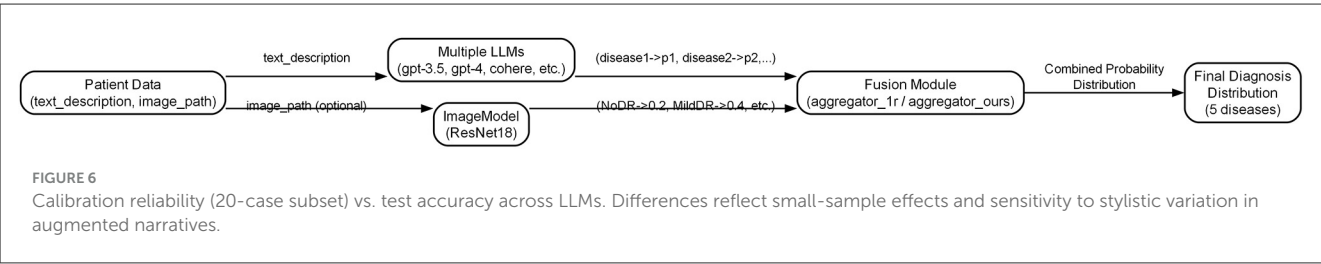 Patient Data
(text_description, image_path)
text_description
image_path (optional)
Multiple LLMs
(gpt-3.5, gpt-4, cohere, etc.)
ImageModel
(ResNet18)
(disease1->p1, disease2->p2,...)
(NoDR->0.2, MildDR->0.4, etc.)
Fusion Module
(aggregator_1r / aggregator_ours)
Combined Probability
Distribution
Final Diagnosis
Distribution
(5 diseases)
FIGURE 6
Calibration reliability (20-case subset) vs. test accuracy across LLMs. Differences reflect small-sample effects and sensitivity to stylistic variation in
augmented narratives.